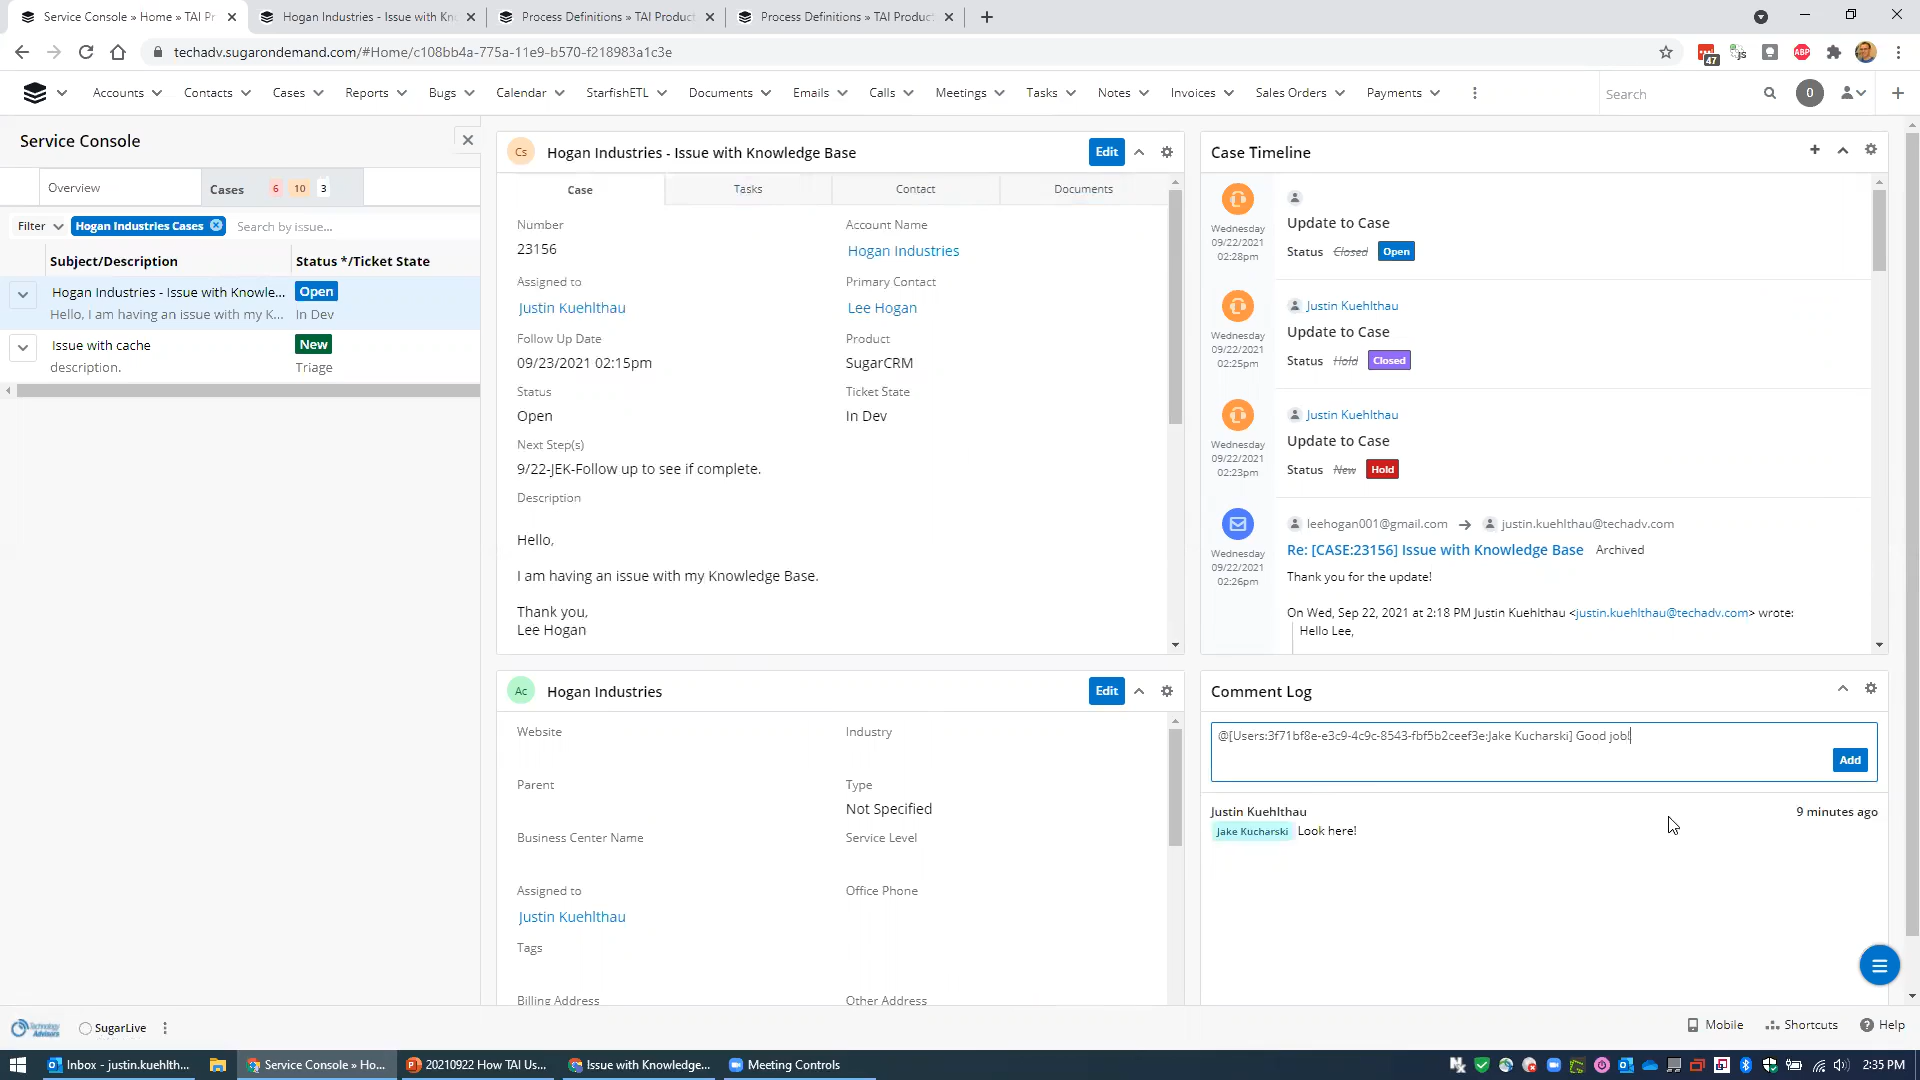 Service Console » Home » TAI Pr
Hogan Industries - Issue with Kn
Process Definitions » TAI Produc
Process Definitions » TAI Produc
techadv.sugarondemand.com/#Home/c108bb4a-775a-11e9-b570-f218983a1c3e
47
js
ABP
Accounts
Contacts
Cases
Reports
Bugs
Calendar
StarfishETL
Documents
Emails
Calls
Meetings
Tasks
Notes
Invoices
Sales Orders
Payments
Search
0
Service Console
Overview
Cases 6 10 3
Filter
Hogan Industries Cases
Search by issue...
Subject/Description
Status */Ticket State
Hogan Industries - Issue with Knowle...
Open
Hello, I am having an issue with my K...
In Dev
Issue with cache
New
description.
Triage
Cs
Hogan Industries - Issue with Knowledge Base
Edit
Case
Tasks
Contact
Documents
Number
Account Name
23156
Hogan Industries
Assigned to
Primary Contact
Justin Kuehlthau
Lee Hogan
Follow Up Date
Product
09/23/2021 02:15pm
SugarCRM
Status
Ticket State
Open
In Dev
Next Step(s)
9/22-JEK-Follow up to see if complete.
Description
Hello,
I am having an issue with my Knowledge Base.
Thank you,
Lee Hogan
Ac
Hogan Industries
Edit
Website
Industry
Parent
Type
Not Specified
Business Center Name
Service Level
Assigned to
Office Phone
Justin Kuehlthau
Tags
Billing Address
Other Address
Case Timeline
Wednesday
09/22/2021
02:28pm
Update to Case
Status Closed Open
Wednesday
09/22/2021
02:25pm
Justin Kuehlthau
Update to Case
Status Hold Closed
Wednesday
09/22/2021
02:23pm
Justin Kuehlthau
Update to Case
Status New Hold
Wednesday
09/22/2021
02:26pm
leehogan001@gmail.com → justin.kuehlthau@techadv.com
Re: [CASE:23156] Issue with Knowledge Base Archived
Thank you for the update!
On Wed, Sep 22, 2021 at 2:18 PM Justin Kuehlthau <justin.kuehlthau@techadv.com> wrote:
Hello Lee,
Comment Log
@[Users:3f71bf8e-e3c9-4c9c-8543-fbf5b2ceef3e:Jake Kucharski] Good job!
Add
Justin Kuehlthau
9 minutes ago
Jake Kucharski Look here!
Technology
Advisors
SugarLive
Mobile
Shortcuts
Help
Inbox - justin.kuehlth...
Service Console » Ho...
20210922 How TAI Us...
Issue with Knowledge...
Meeting Controls
2:35 PM